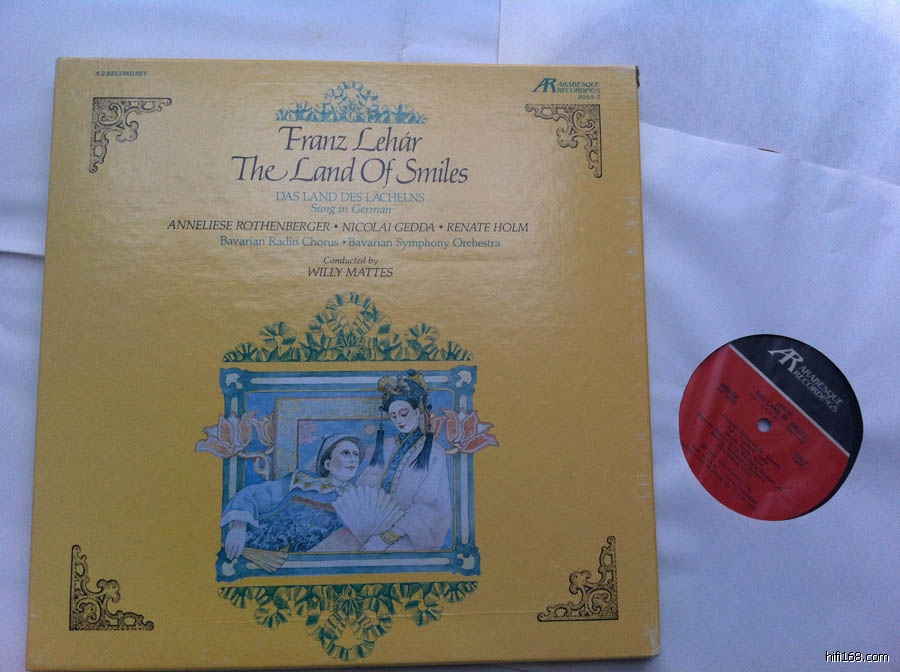 A 2 RECORD SET
AR ARABESQUE
RECORDINGS
8055-2
Franz Lehár
The Land Of Smiles
DAS LAND DES LÄCHELNS
Sung in German
ANNELIESE ROTHENBERGER • NICOLAI GEDDA • RENATE HOLM
Bavarian Radio Chorus • Bavarian Symphony Orchestra
Conducted by
WILLY MATTES
AR ARABESQUE
RECORDINGS
hifi168.com